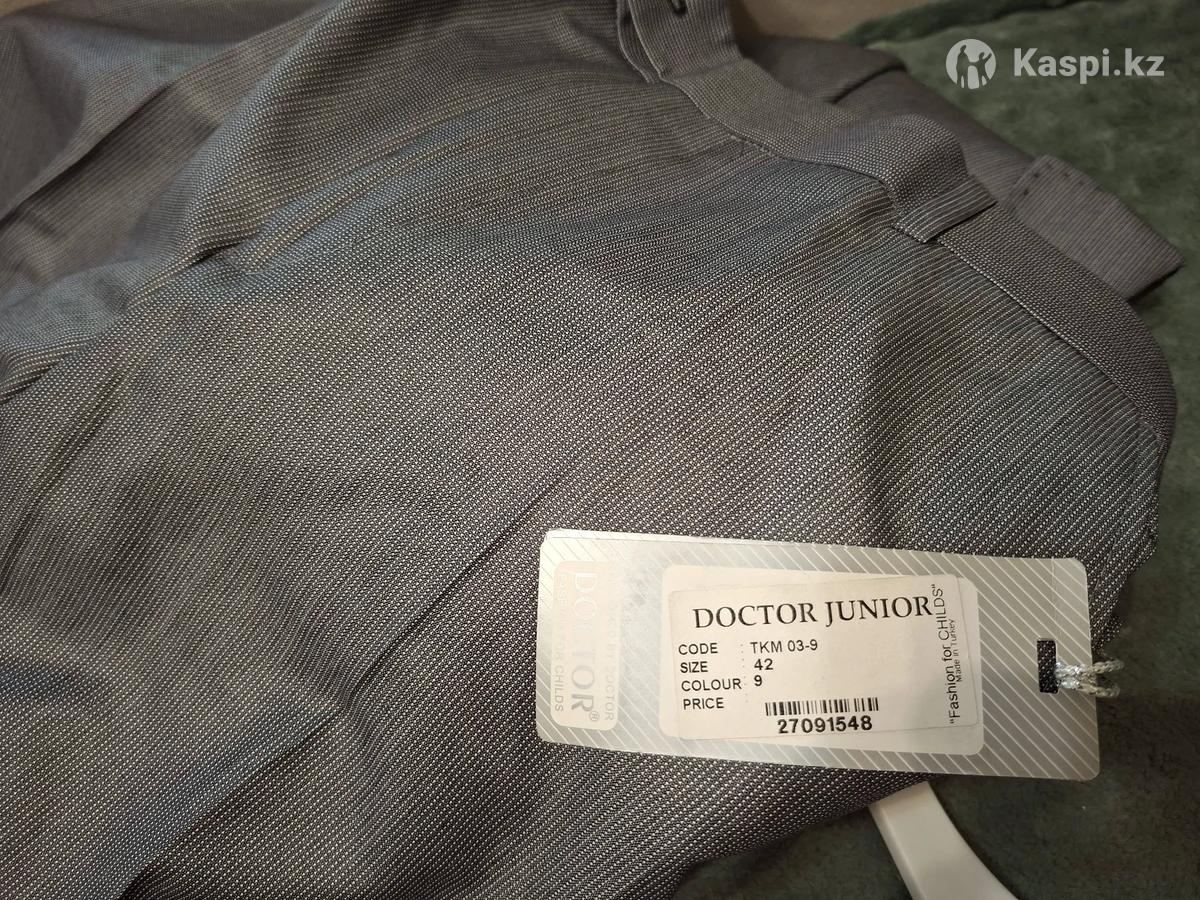 Kaspi.kz
DOCTOR JUNIOR
CODE : TKM 03-9
SIZE : 42
COLOUR : 9
PRICE :
27091548
"Fashion for CHILDS"
Made in Turkey
DOCTOR®